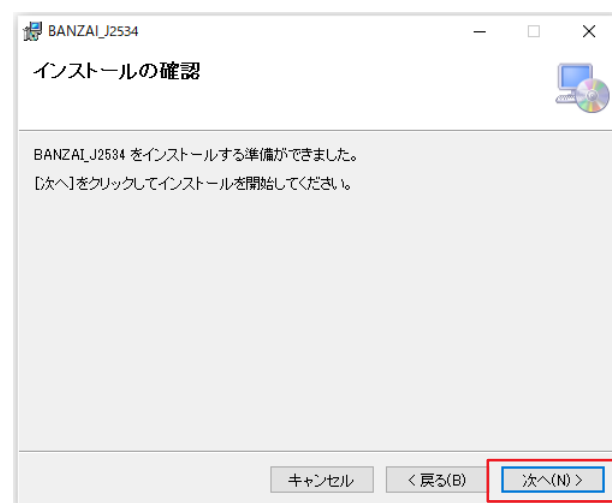 BANZAI_J2534
インストールの確認
BANZAI_J2534 をインストールする準備ができました。
[次へ]をクリックしてインストールを開始してください。
キャンセル
< 戻る(B)
次へ(N) >